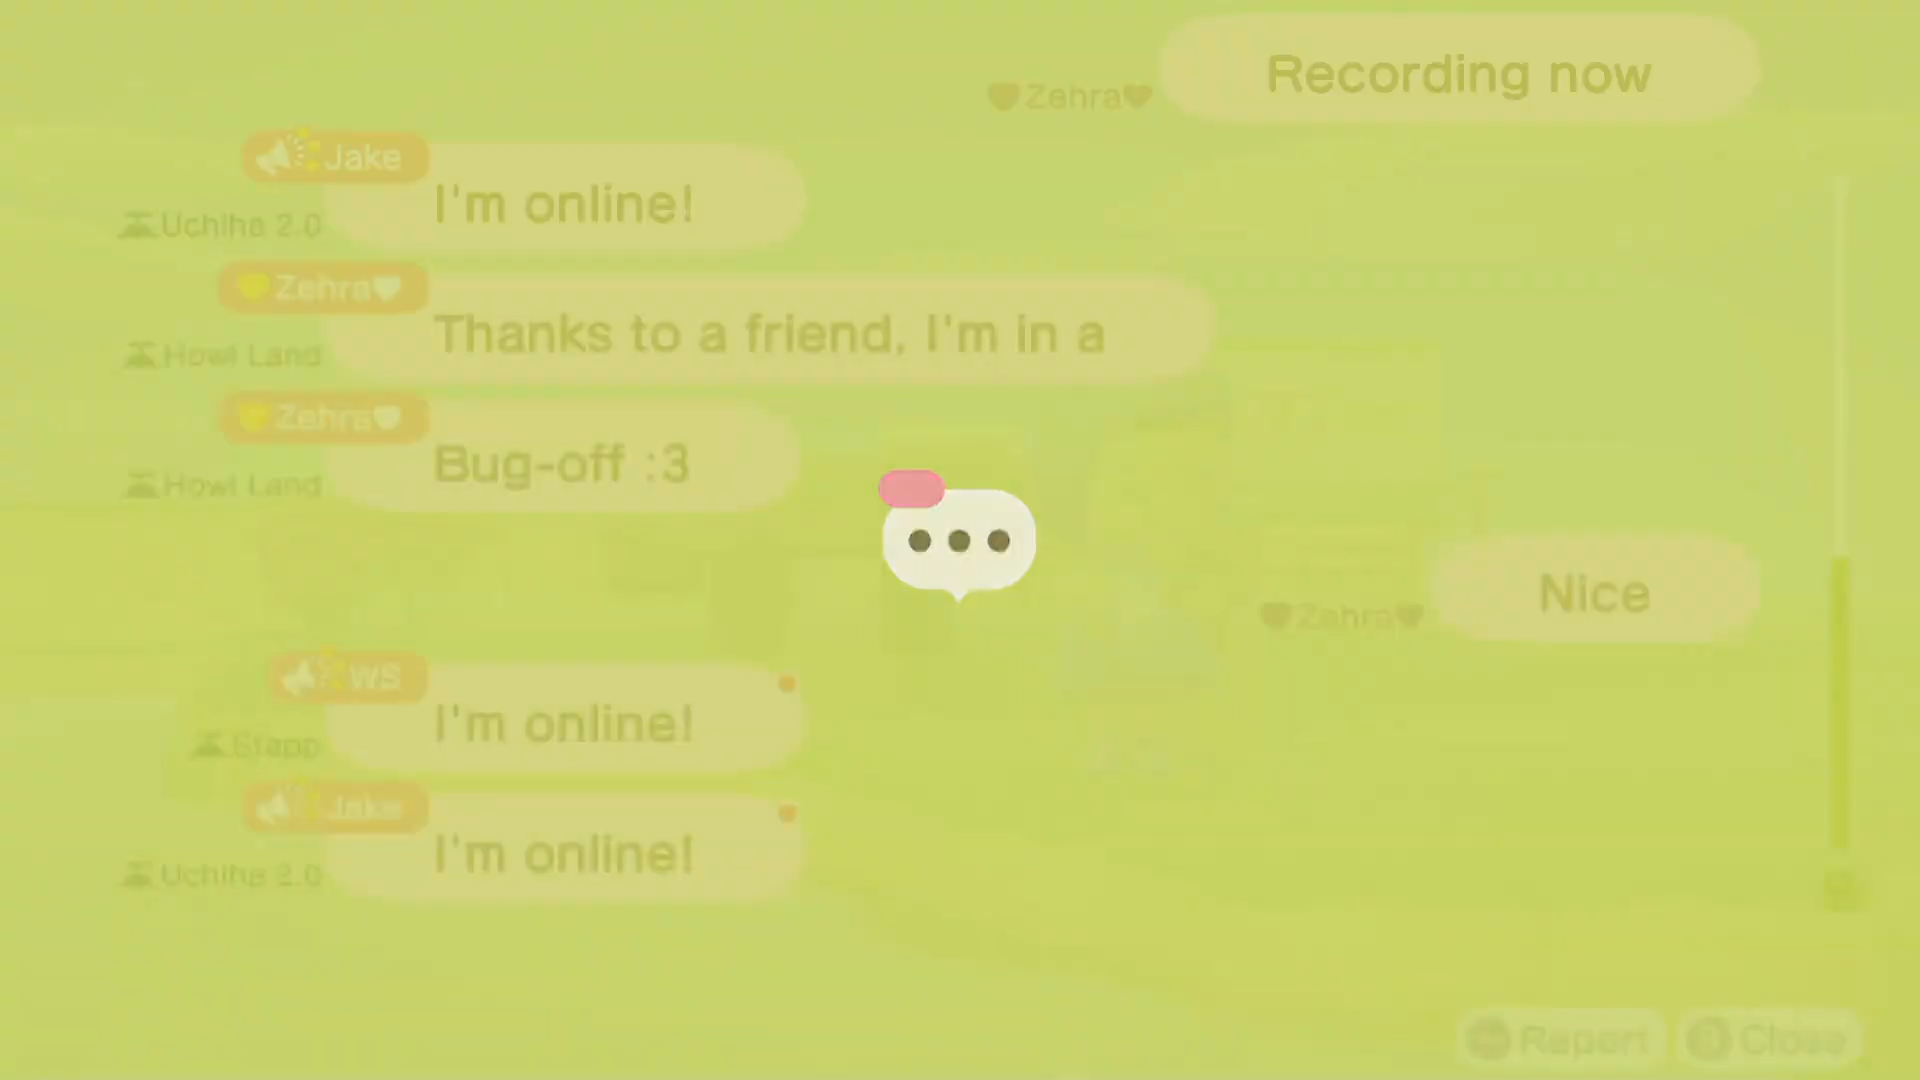 Recording now
Zehra
Jake
I'm online!
Uchiha 2.0
Zehra
Thanks to a friend, I'm in a
Howl Land
Zehra
Bug-off :3
Howl Land
Nice
Zehra
WS
I'm online!
Stapp
Jake
I'm online!
Uchiha 2.0
Report
Close